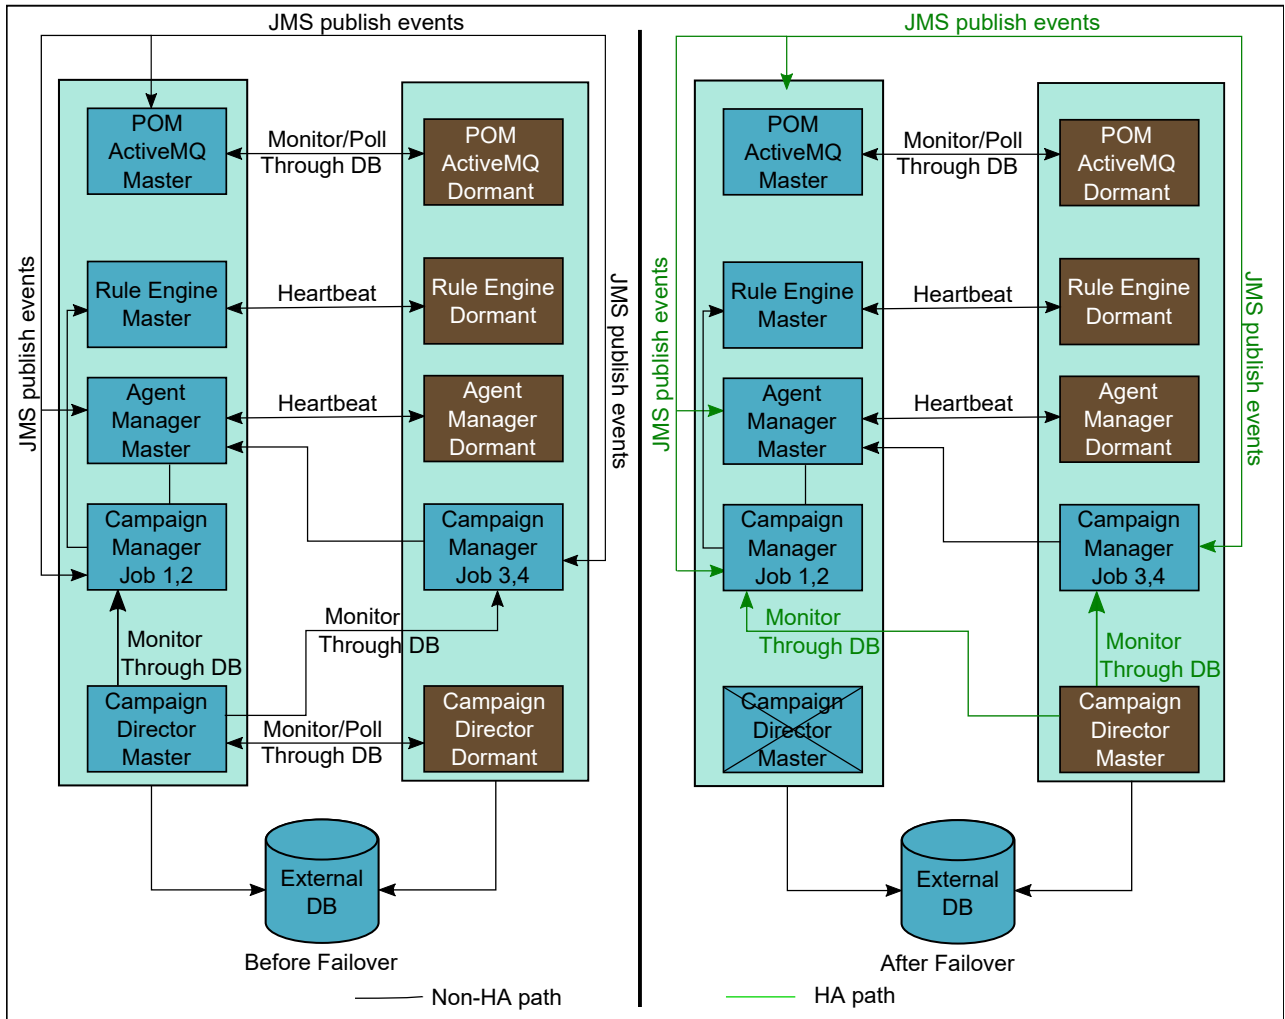 JMS publish events
POM
ActiveMQ
Master
Monitor/Poll
Through DB
POM
ActiveMQ
Dormant
JMS publish events
Rule Engine
Master
Heartbeat
Rule Engine
Dormant
JMS publish events
Agent
Manager
Master
Heartbeat
Agent
Manager
Dormant
Campaign
Manager
Job 1,2
Campaign
Manager
Job 3,4
Monitor
Through DB
Monitor
Through DB
Campaign
Director
Master
Monitor/Poll
Through DB
Campaign
Director
Dormant
External
DB
Before Failover
Non-HA path
JMS publish events
POM
ActiveMQ
Master
Monitor/Poll
Through DB
POM
ActiveMQ
Dormant
JMS publish events
Rule Engine
Master
Heartbeat
Rule Engine
Dormant
JMS publish events
Agent
Manager
Master
Heartbeat
Agent
Manager
Dormant
Campaign
Manager
Job 1,2
Campaign
Manager
Job 3,4
Monitor
Through DB
Monitor
Through DB
Campaign
Director
Master
Campaign
Director
Master
External
DB
After Failover
HA path